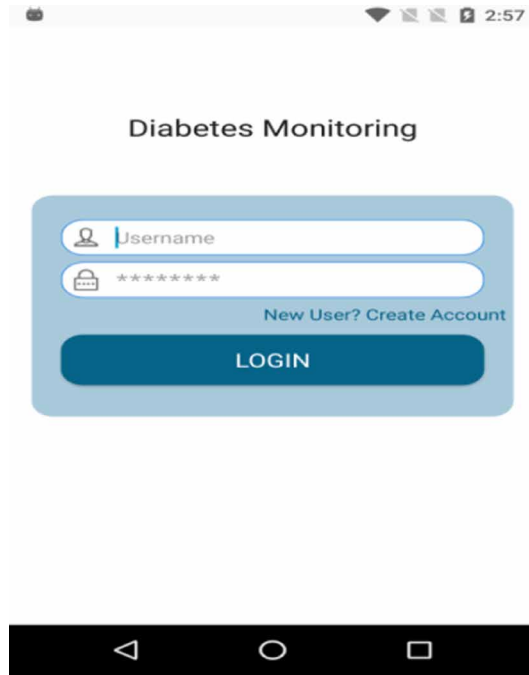 2:57
Diabetes Monitoring
Username
********
New User? Create Account
LOGIN